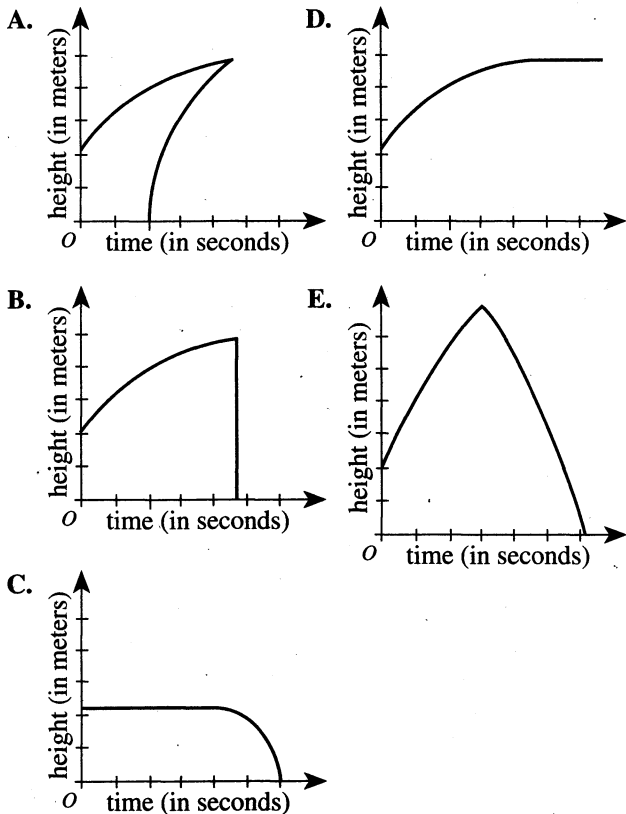 A.
height (in meters)
O
time (in seconds)
B.
height (in meters)
O
time (in seconds)
C.
height (in meters)
O
time (in seconds)
D.
height (in meters)
O
time (in seconds)
E.
height (in meters)
O
time (in seconds)